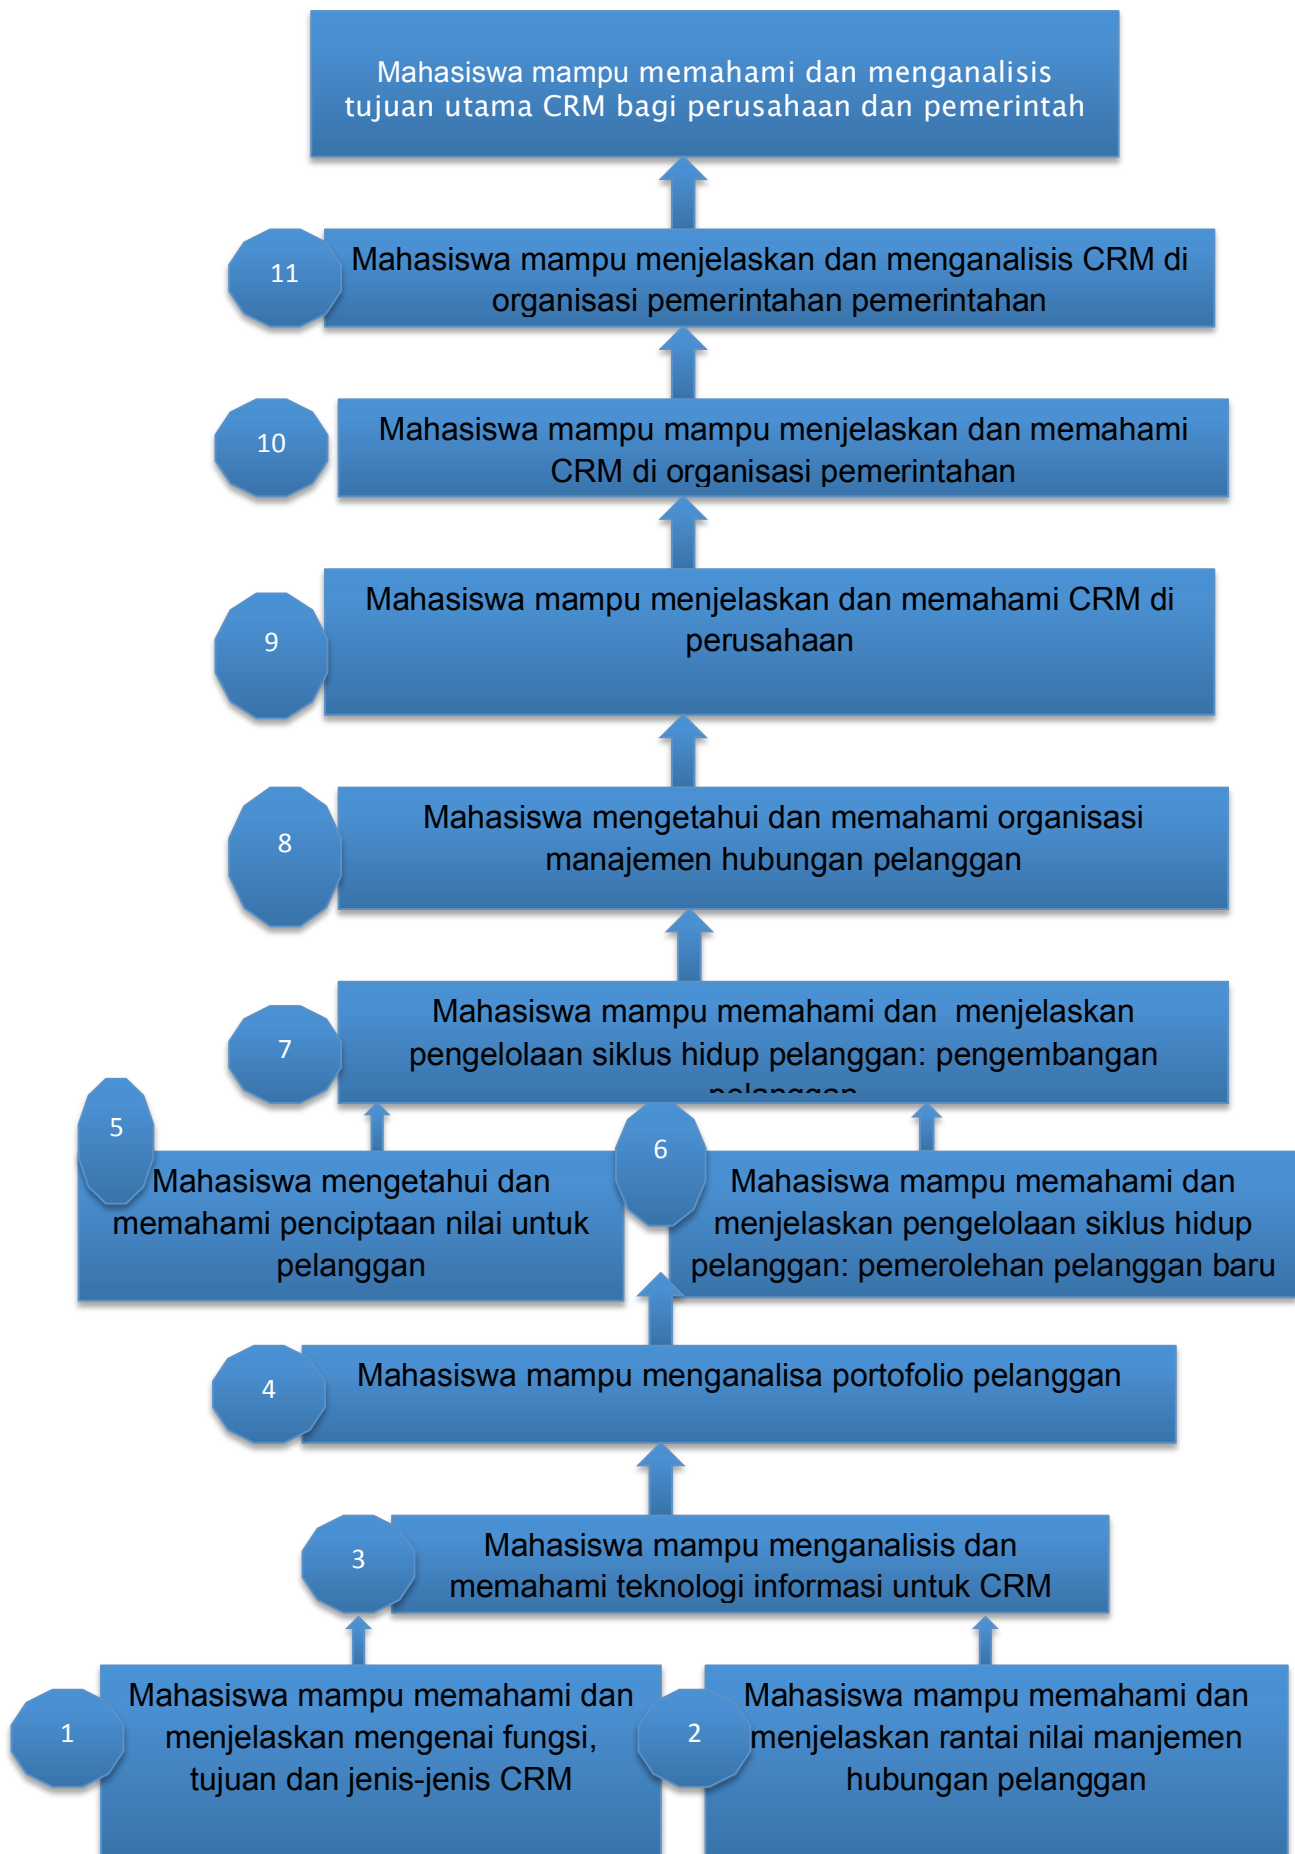 Mahasiswa mampu memahami dan menganalisis
tujuan utama CRM bagi perusahaan dan pemerintah
11
Mahasiswa mampu menjelaskan dan menganalisis CRM di
organisasi pemerintahan pemerintahan
10
Mahasiswa mampu mampu menjelaskan dan memahami
CRM di organisasi pemerintahan
9
Mahasiswa mampu menjelaskan dan memahami CRM di
perusahaan
8
Mahasiswa mengetahui dan memahami organisasi
manajemen hubungan pelanggan
7
Mahasiswa mampu memahami dan  menjelaskan
pengelolaan siklus hidup pelanggan: pengembangan
pelanggan
5
Mahasiswa mengetahui dan
memahami penciptaan nilai untuk
pelanggan
6
Mahasiswa mampu memahami dan
menjelaskan pengelolaan siklus hidup
pelanggan: pemerolehan pelanggan baru
4
Mahasiswa mampu menganalisa portofolio pelanggan
3
Mahasiswa mampu menganalisis dan
memahami teknologi informasi untuk CRM
1
Mahasiswa mampu memahami dan
menjelaskan mengenai fungsi,
tujuan dan jenis-jenis CRM
2
Mahasiswa mampu memahami dan
menjelaskan rantai nilai manjemen
hubungan pelanggan